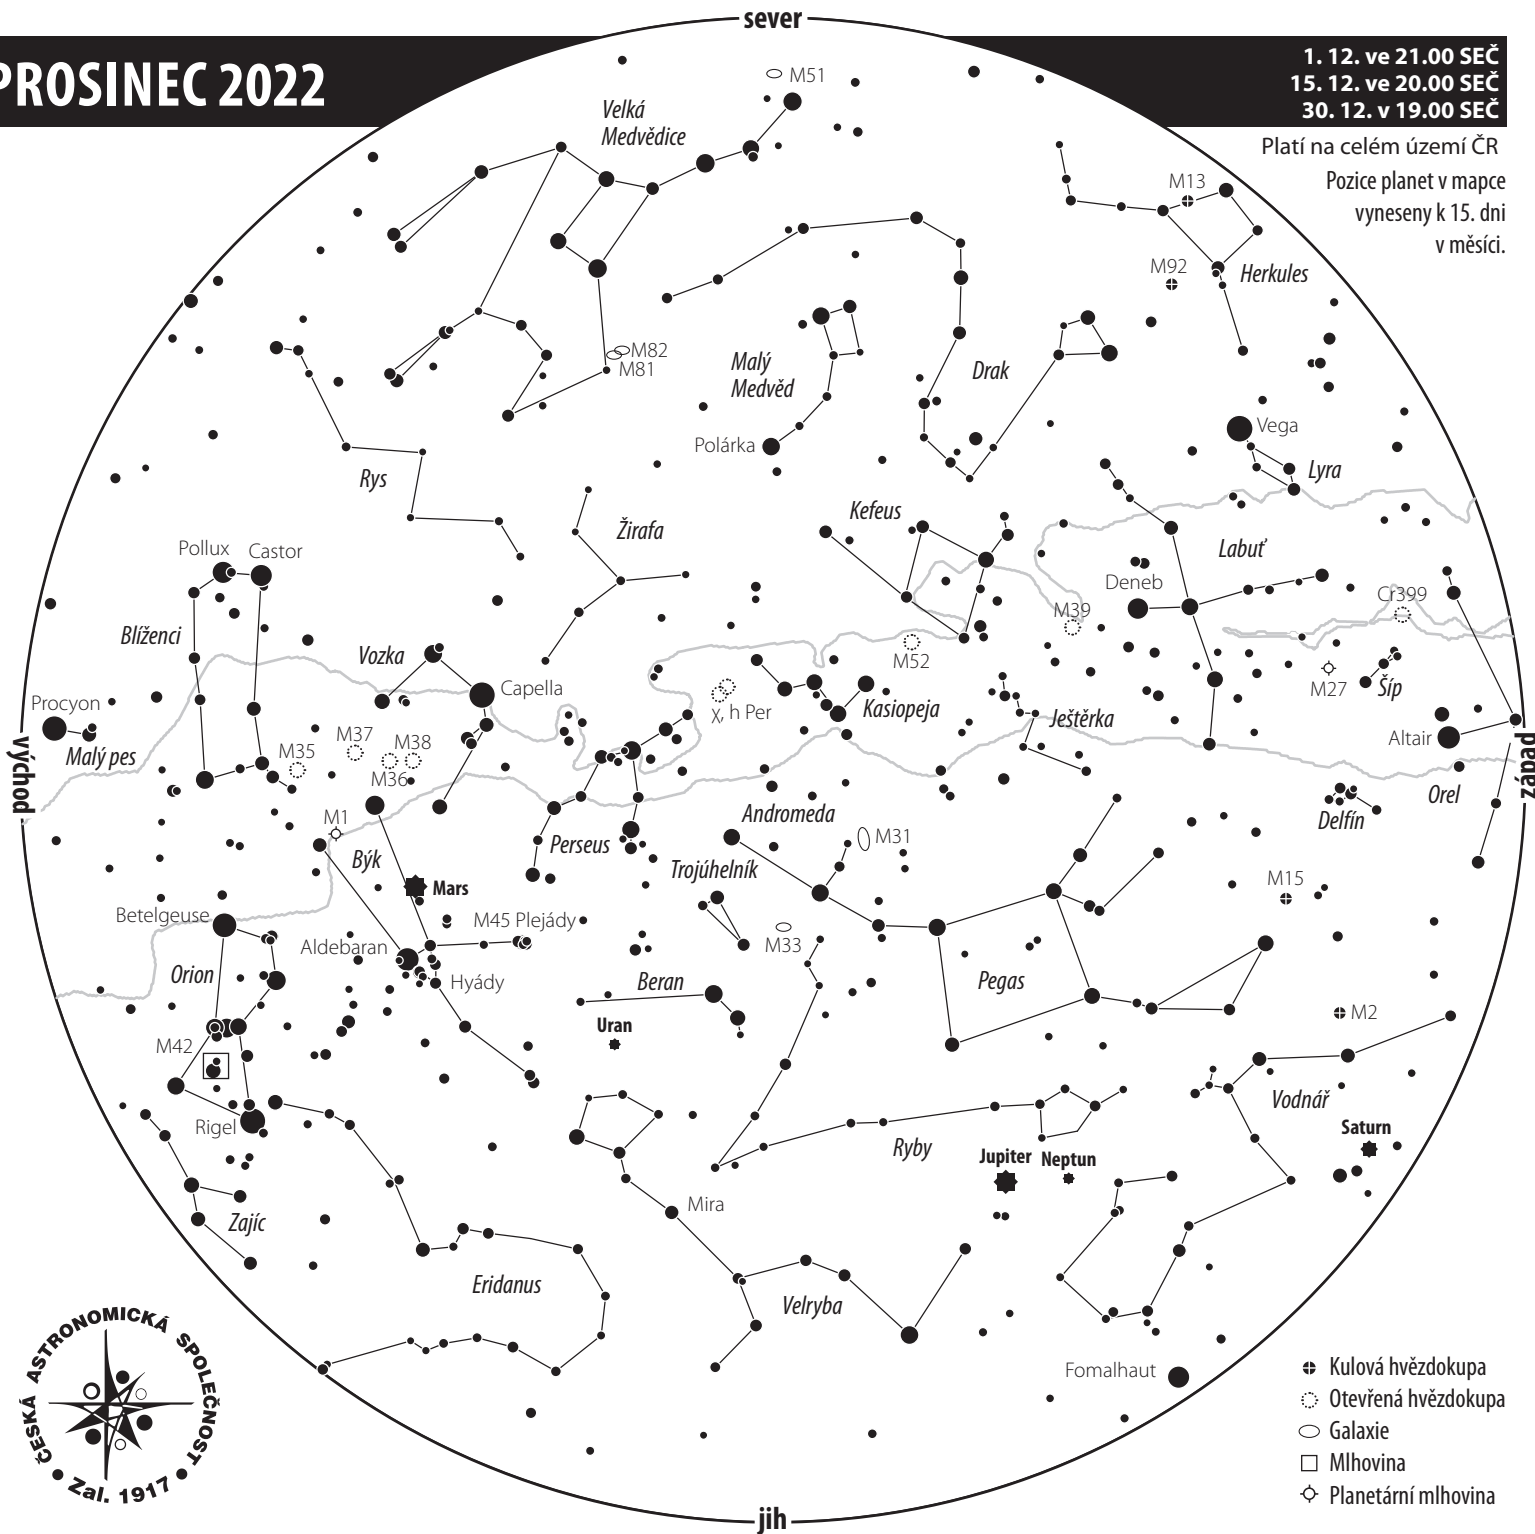 sever
PROSINEC 2022
1. 12. ve 21.00 SEČ
15. 12. ve 20.00 SEČ
30. 12. v 19.00 SEČ
Platí na celém území ČR
Pozice planet v mapce
vyneseny k 15. dni
v měsíci.
M51
Velká
Medvědice
M13
M92
Herkules
M82
M81
Malý
Medvěd
Drak
Polárka
Vega
Lyra
Rys
Žirafa
Kefeus
Labuť
Pollux
Castor
Deneb
Cr399
M39
Blíženci
Vozka
M52
M27
Šíp
Capella
χ, h Per
Kasiopeja
Ještěrka
Procyon
Malý pes
Altair
východ
západ
M35
M37
M38
M36
Orel
Andromeda
Delfín
M1
Býk
Perseus
M31
Trojúhelník
Mars
M15
Betelgeuse
M45 Plejády
M33
Aldebaran
Orion
Hyády
Beran
Pegas
Uran
M2
M42
Rigel
Vodnář
Saturn
Ryby
Jupiter
Neptun
Mira
Zajíc
Eridanus
Velryba
Fomalhaut
ČESKÁ ASTRONOMICKÁ SPOLEČNOST
Zal. 1917
Kulová hvězdokupa
Otevřená hvězdokupa
Galaxie
Mlhovina
Planetární mlhovina
jih